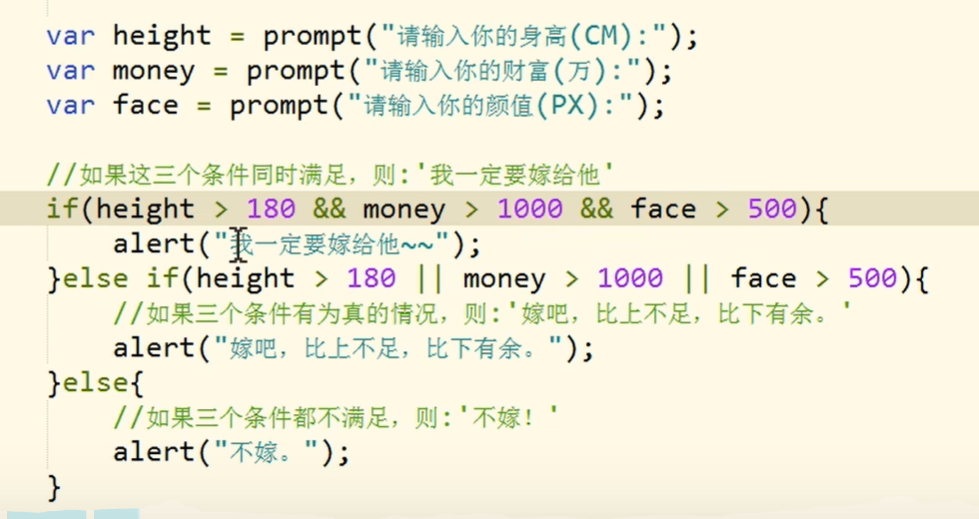 var height = prompt("请输入你的身高(CM):");
var money = prompt("请输入你的财富(万):");
var face = prompt("请输入你的颜值(PX):");
//如果这三个条件同时满足，则:'我一定要嫁给他'
if(height > 180 && money > 1000 && face > 500){
    alert("我一定要嫁给他~~");
}else if(height > 180 || money > 1000 || face > 500){
    //如果三个条件有为真的情况，则:'嫁吧，比上不足，比下有余。'
    alert("嫁吧，比上不足，比下有余。");
}else{
    //如果三个条件都不满足，则:'不嫁！'
    alert("不嫁。");
}